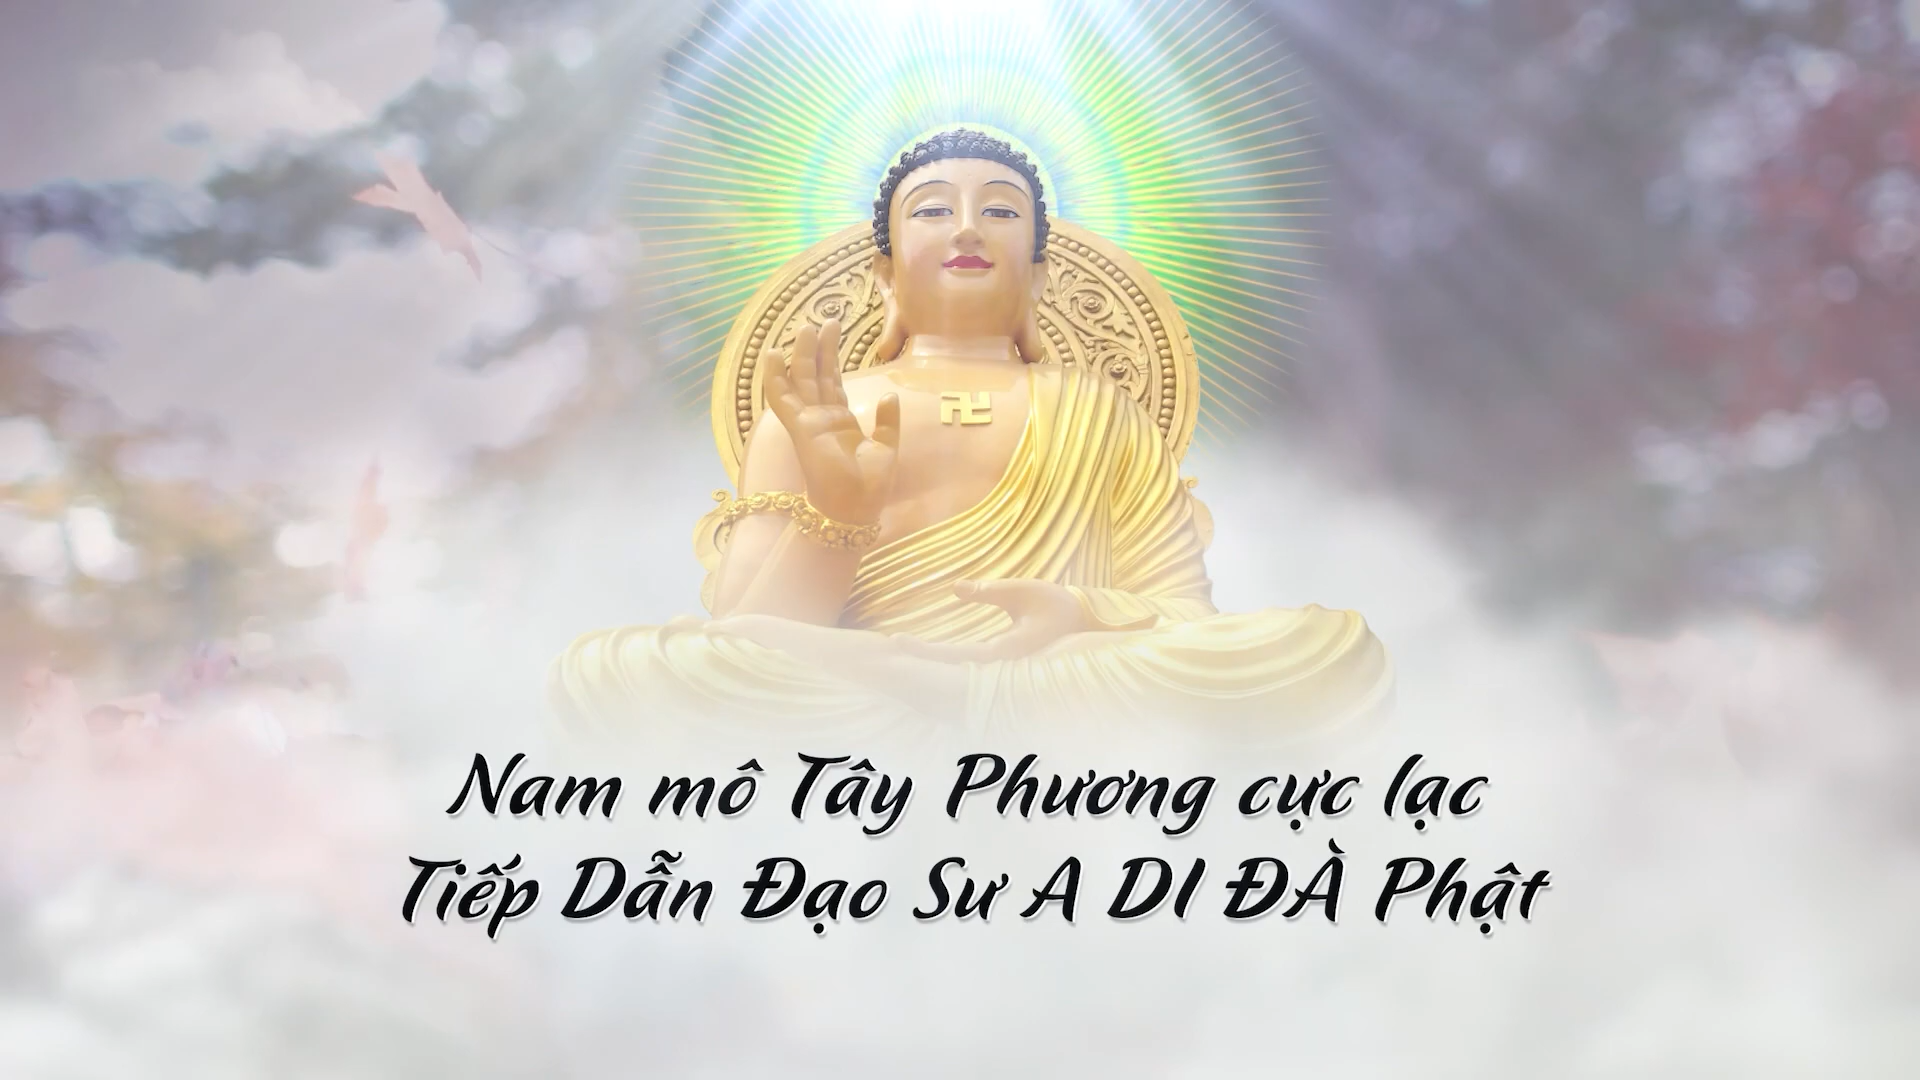 Nam mô Tây Phương cực lạc
Tiếp Dẫn Đạo Sư A DI ĐÀ Phật